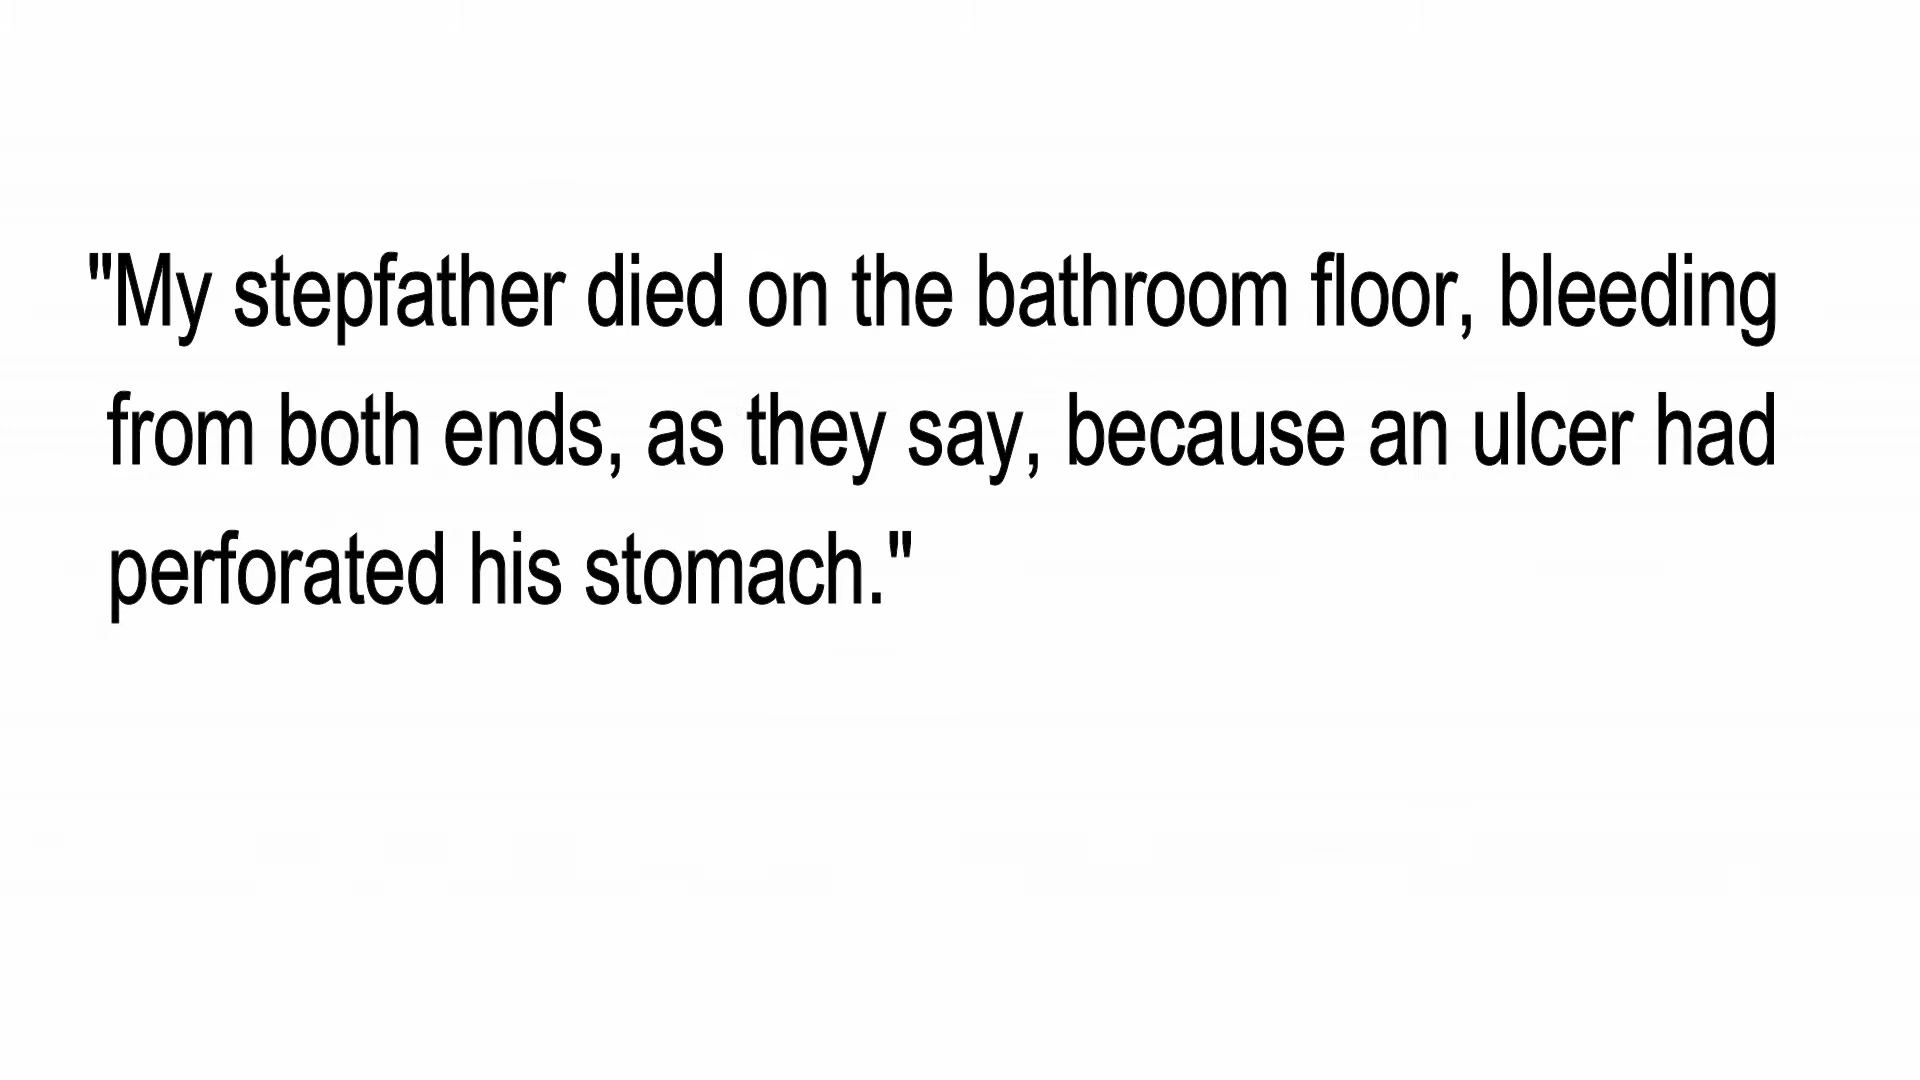 "My stepfather died on the bathroom floor, bleeding
from both ends, as they say, because an ulcer had
perforated his stomach."